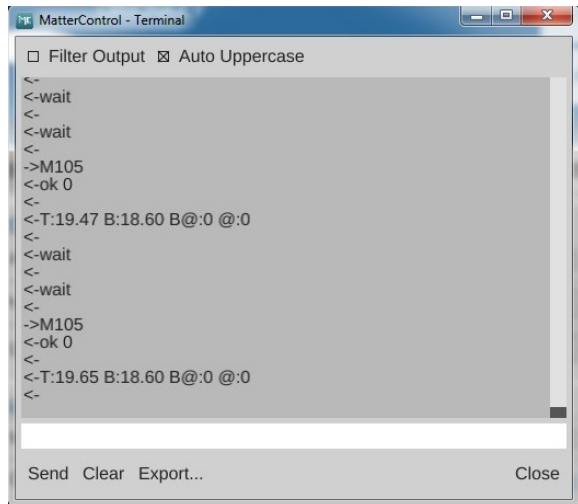 MatterControl - Terminal
Filter Output Auto Uppercase
<-
<-wait
<-
<-wait
<-
->M105
<-ok 0
<-
<-T:19.47 B:18.60 B@:0 @:0
<-
<-wait
<-
<-wait
<-
->M105
<-ok 0
<-
<-T:19.65 B:18.60 B@:0 @:0
<-
Send Clear Export... Close